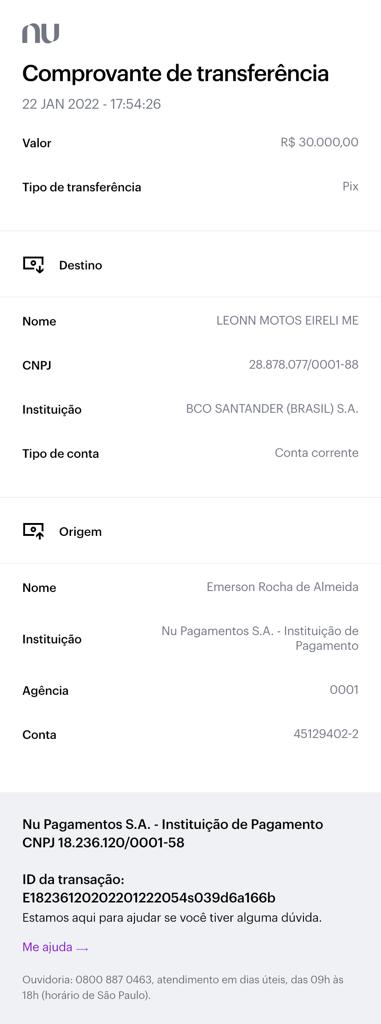 nu
Comprovante de transferência
22 JAN 2022 - 17:54:26
Valor R$ 30.000,00
Tipo de transferência Pix
Destino
Nome LEONN MOTOS EIRELI ME
CNPJ 28.878.077/0001-88
Instituição BCO SANTANDER (BRASIL) S.A.
Tipo de conta Conta corrente
Origem
Nome Emerson Rocha de Almeida
Instituição Nu Pagamentos S.A. - Instituição de
Pagamento
Agência 0001
Conta 45129402-2
Nu Pagamentos S.A. - Instituição de Pagamento
CNPJ 18.236.120/0001-58
ID da transação:
E18236120202201222054s039d6a166b
Estamos aqui para ajudar se você tiver alguma dúvida.
Me ajuda →
Ouvidoria: 0800 887 0463, atendimento em dias úteis, das 09h às
18h (horário de São Paulo).